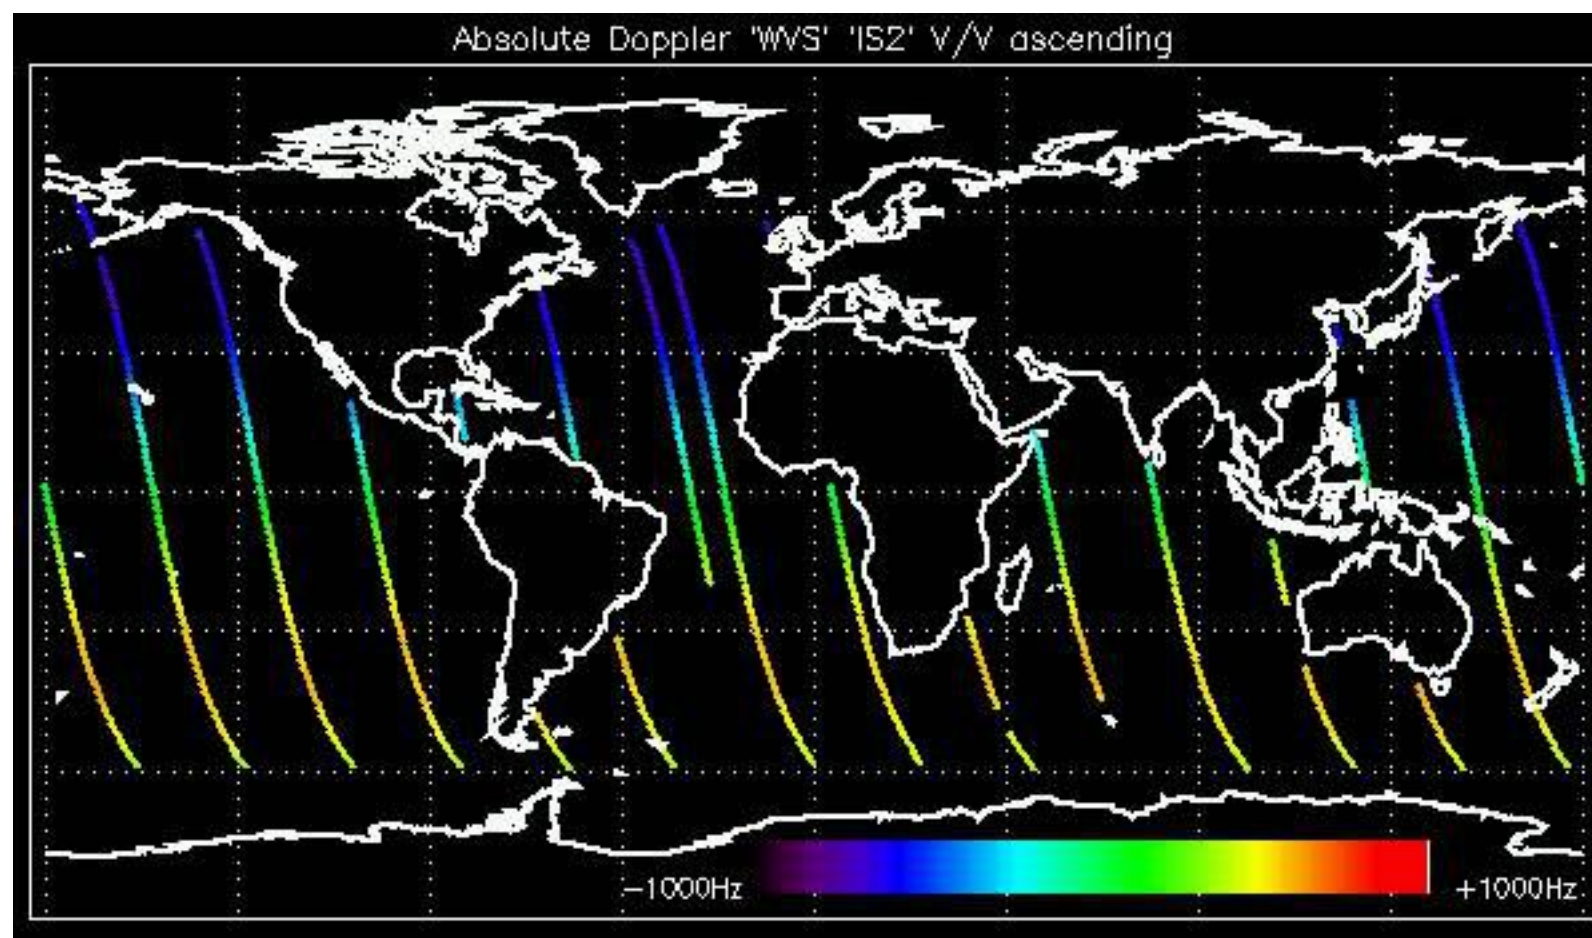 Absolute Doppler 'WVS' 'IS2' V/V ascending
-1000Hz
+1000Hz